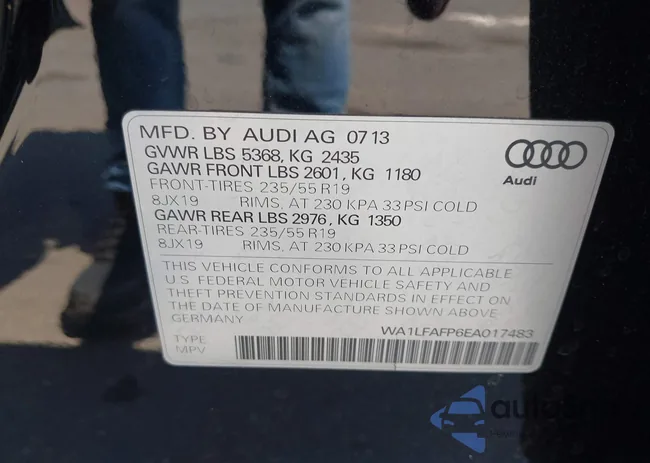 MFD. BY AUDI AG 07 13
GVWR LBS 5368, KG 2435
GAWR FRONT LBS 2601, KG 1180
FRONT-TIRES 235/55 R19
8JX19 RIMS, AT 230 KPA 33 PSI COLD
GAWR REAR LBS 2976, KG 1350
REAR-TIRES 235/55 R19
8JX19 RIMS, AT 230 KPA 33 PSI COLD
Audi
THIS VEHICLE CONFORMS TO ALL APPLICABLE
U.S. FEDERAL MOTOR VEHICLE SAFETY AND
THEFT PREVENTION STANDARDS IN EFFECT ON
THE DATE OF MANUFACTURE SHOWN ABOVE
GERMANY
WA1LFAFP6EA017483
TYPE
MPV